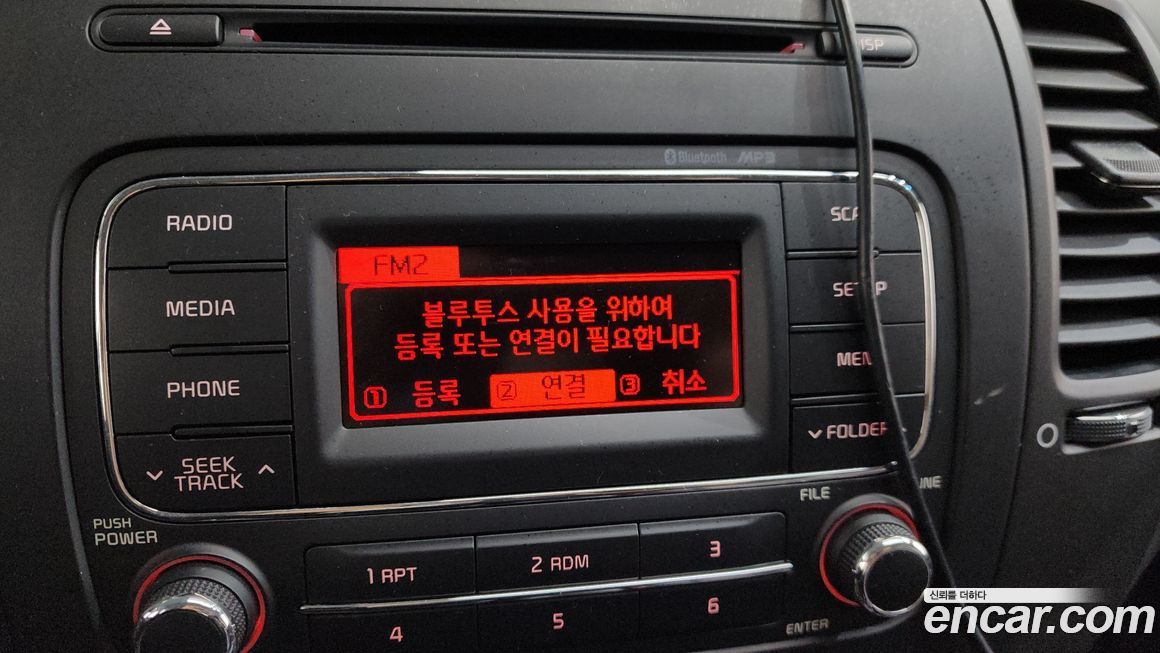 Bluetooth MP3
RADIO
MEDIA
PHONE
SEEK
TRACK
FM2
블루투스 사용을 위하여
등록 또는 연결이 필요합니다
1 등록 2 연결 3 취소
FOLDER
PUSH
POWER
FILE
1 RPT
2 RDM
3
4
5
6
ENTER
신뢰를 더하다
encar.com